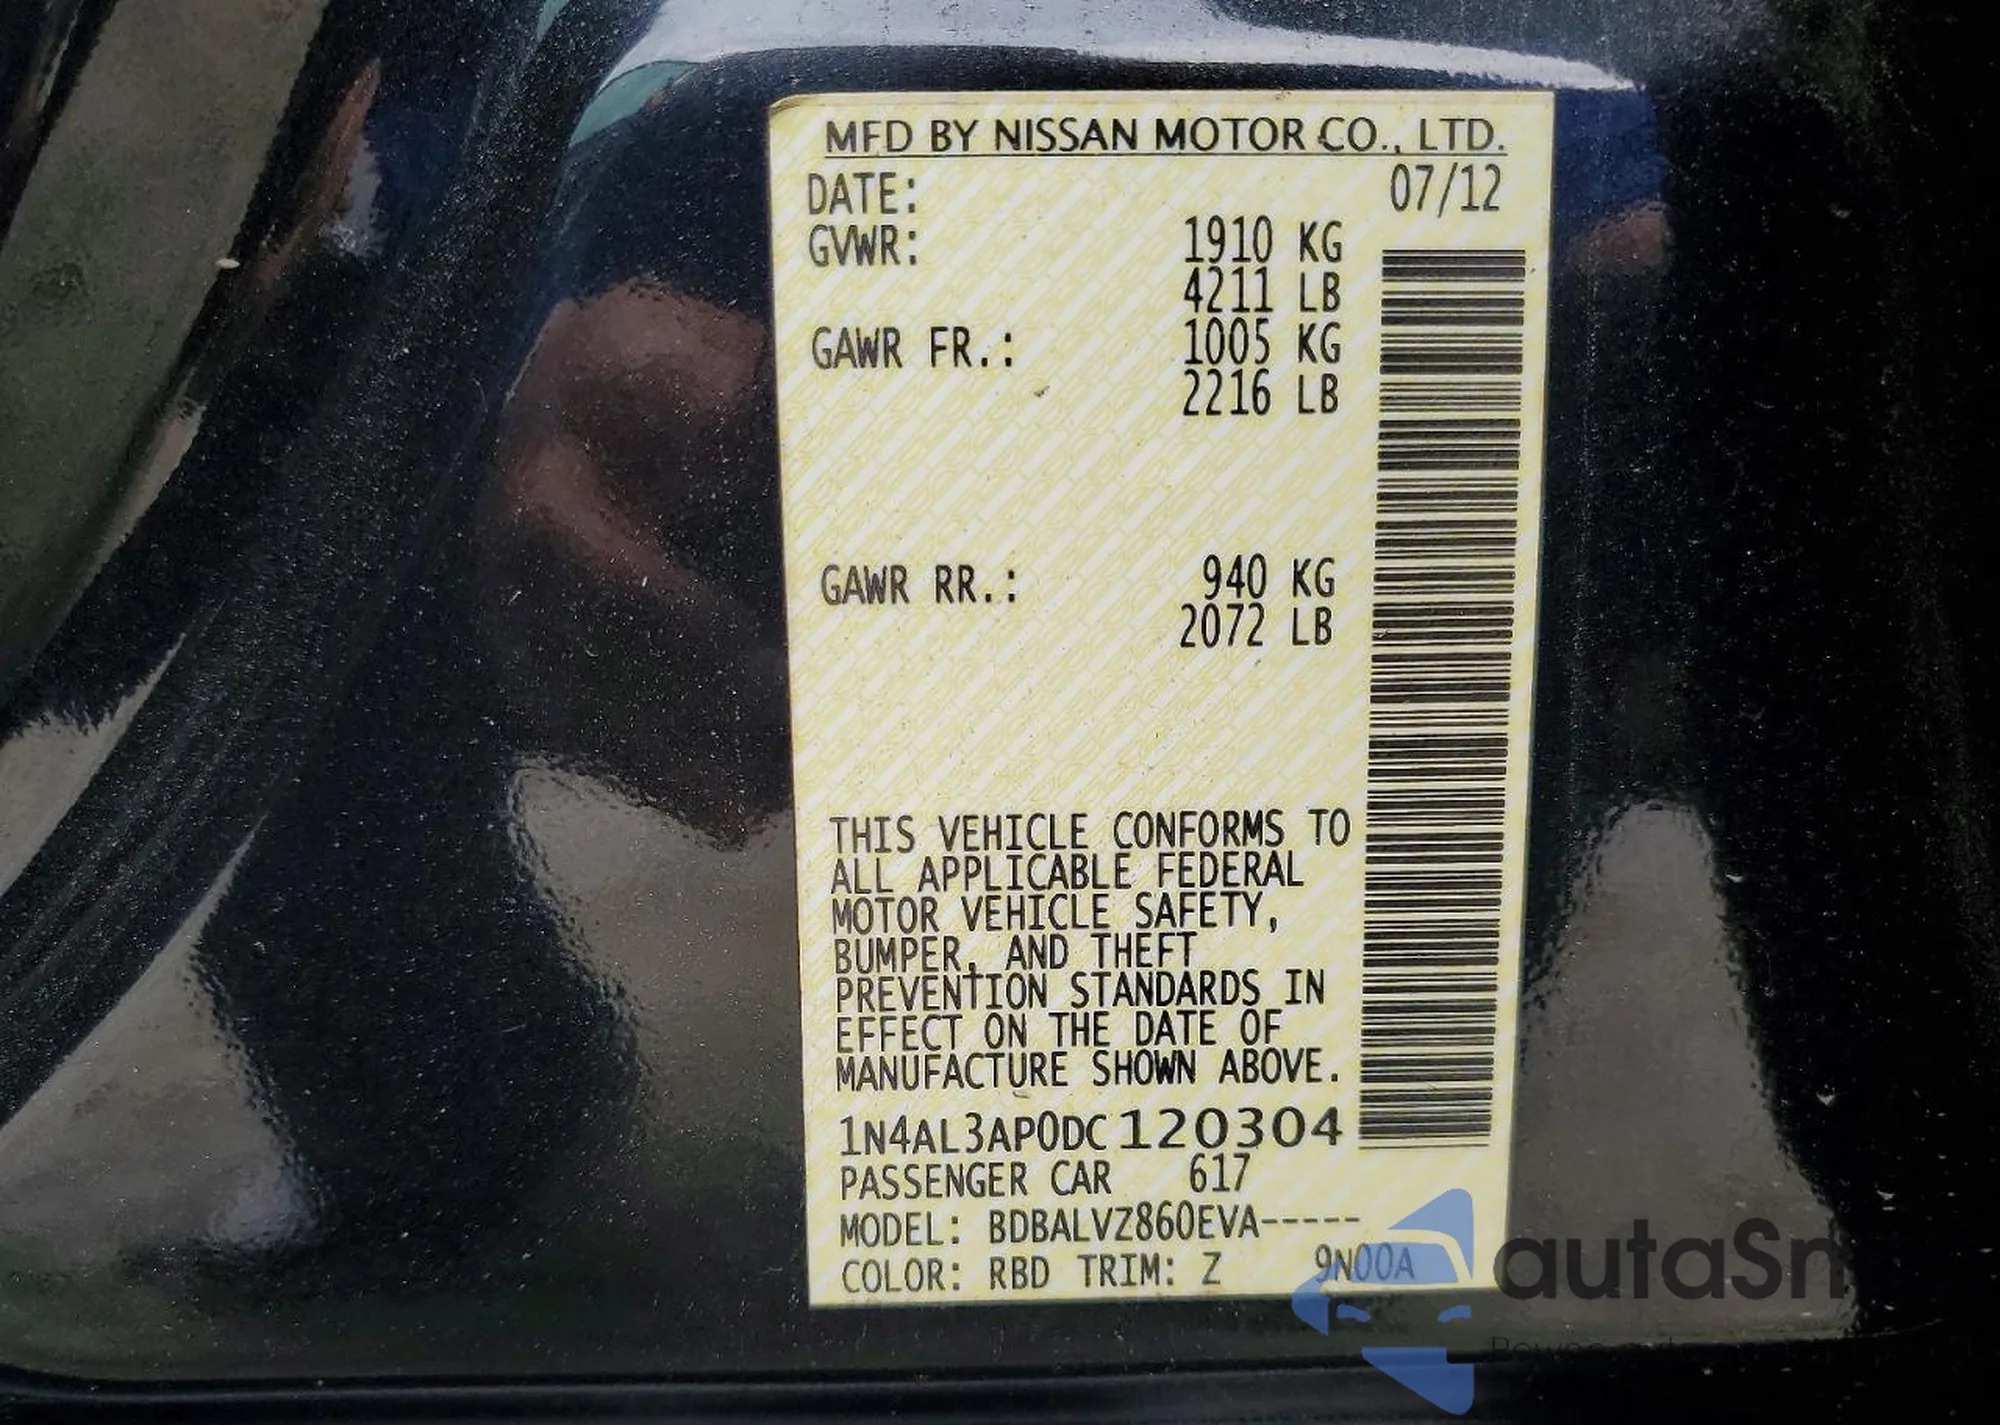 MFD BY NISSAN MOTOR CO., LTD.
DATE: 07/12
GVWR: 1910 KG
4211 LB
GAWR FR.: 1005 KG
2216 LB
GAWR RR.: 940 KG
2072 LB
THIS VEHICLE CONFORMS TO
ALL APPLICABLE FEDERAL
MOTOR VEHICLE SAFETY,
BUMPER, AND THEFT
PREVENTION STANDARDS IN
EFFECT ON THE DATE OF
MANUFACTURE SHOWN ABOVE.
1N4AL3AP0DC120304
PASSENGER CAR 617
MODEL: BDBALVZ860EVA-----
COLOR: RBD TRIM: Z 9N00A
autaSn